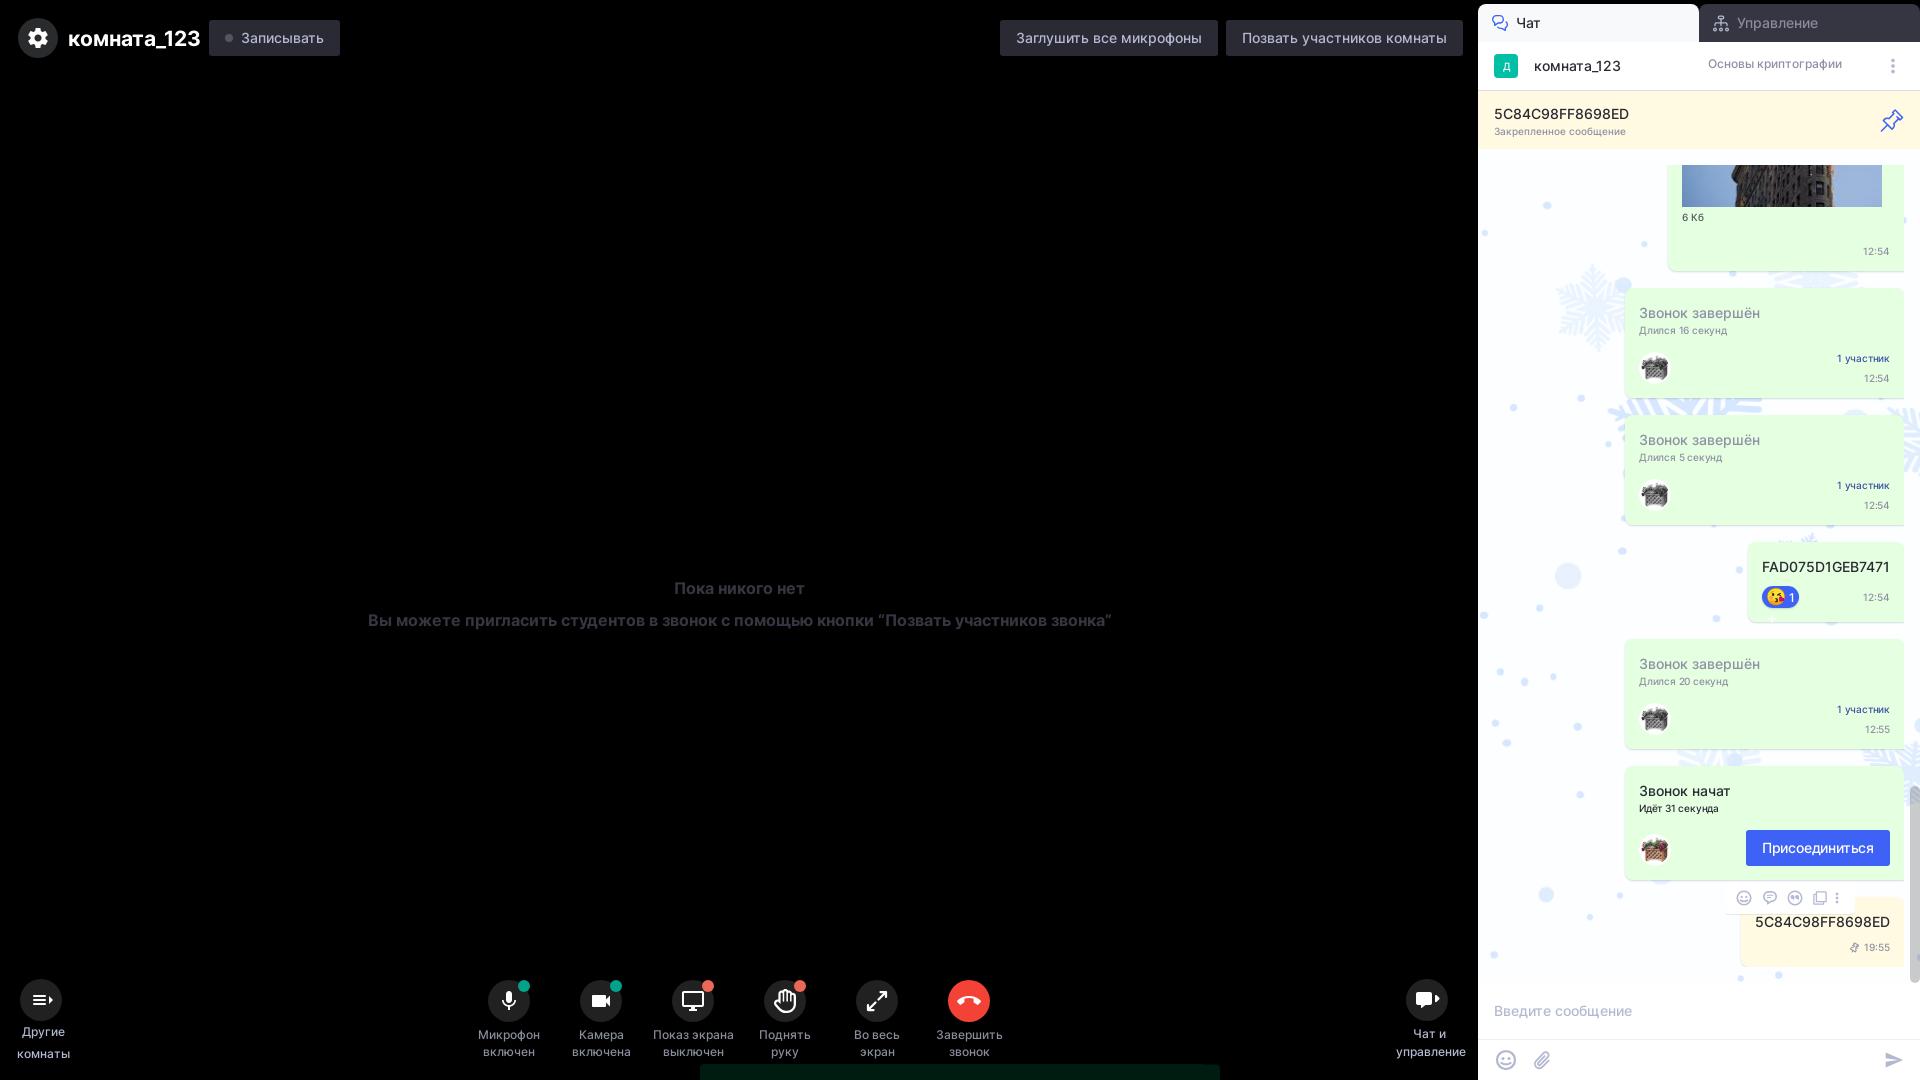 комната_123
Записывать
Заглушить все микрофоны
Позвать участников комнаты
Чат
Управление
Д
комната_123
Основы криптографии
5C84C98FF8698ED
Закрепленное сообщение
6 Кб
12:54
Звонок завершён
Длился 16 секунд
1 участник
12:54
Звонок завершён
Длился 5 секунд
1 участник
12:54
FAD075D1GEB7471
1
12:54
Звонок завершён
Длился 20 секунд
1 участник
12:55
Звонок начат
Идёт 31 секунда
Присоединиться
5C84C98FF8698ED
19:55
Введите сообщение
Пока никого нет
Вы можете пригласить студентов в звонок с помощью кнопки “Позвать участников звонка”
Другие
комнаты
Микрофон
включен
Камера
включена
Показ экрана
выключен
Поднять
руку
Во весь
экран
Завершить
звонок
Чат и
управление